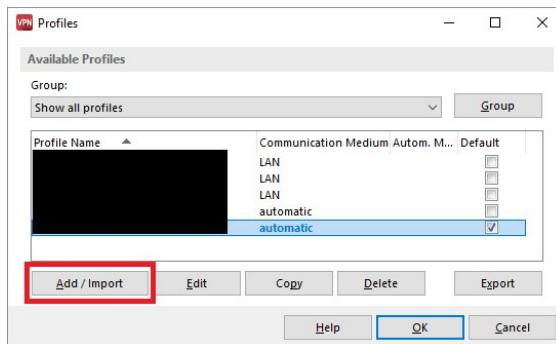 VPN Profiles
Available Profiles
Group:
Show all profiles
Group
Profile Name Communication Medium Autom. M... Default
LAN
LAN
LAN
automatic
automatic
Add / Import Edit Copy Delete Export
Help OK Cancel